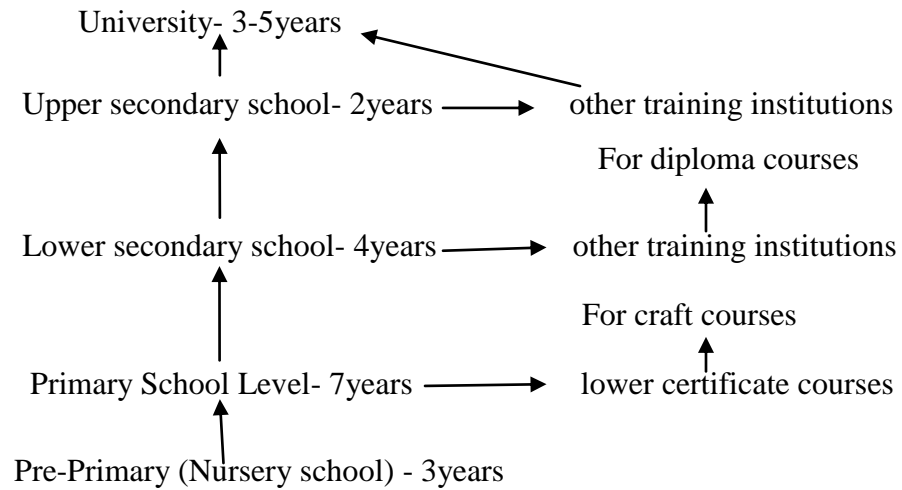 University- 3-5years
Upper secondary school- 2years other training institutions
For diploma courses
Lower secondary school- 4years other training institutions
For craft courses
Primary School Level- 7years lower certificate courses
Pre-Primary (Nursery school) - 3years